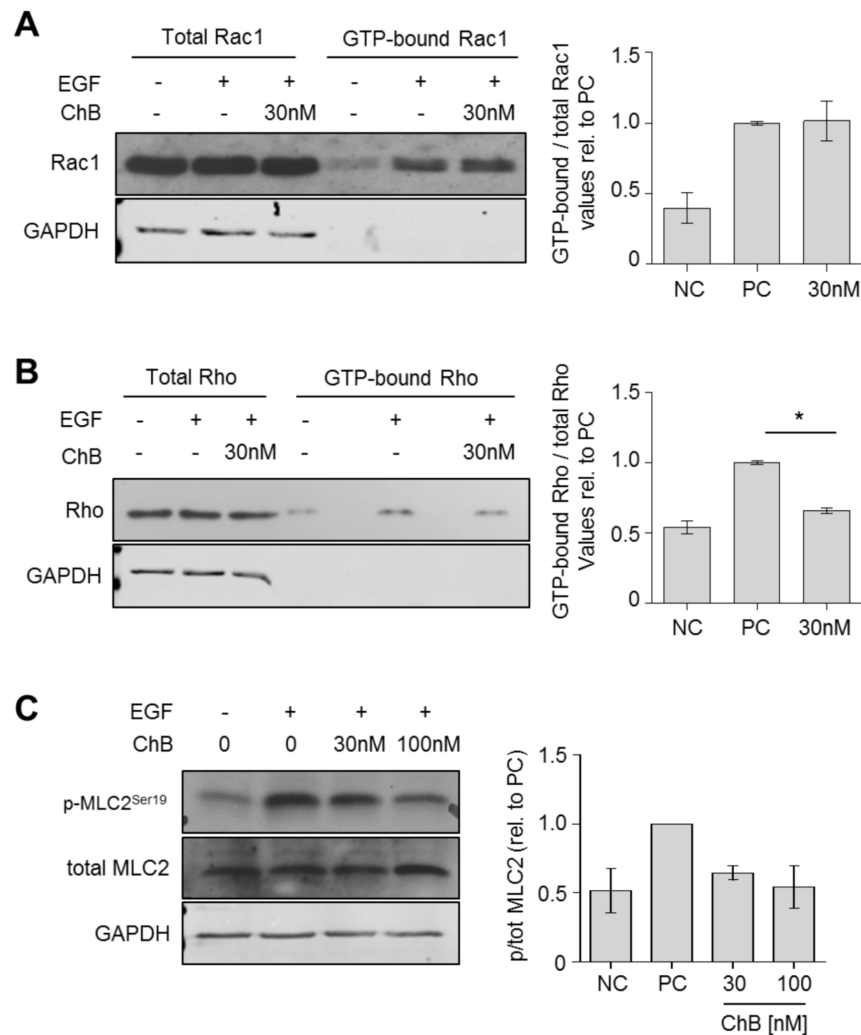 A
Total Rac1 GTP-bound Rac1
EGF - + + - + +
ChB - - 30nM - - 30nM
Rac1
GAPDH
GTP-bound / total Rac1
values rel. to PC
1.5
1.0
0.5
0
NC PC 30nM
B
Total Rho GTP-bound Rho
EGF - + + - + +
ChB - - 30nM - - 30nM
Rho
GAPDH
GTP-bound Rho / total Rho
Values rel. to PC
1.5
1.0
0.5
0
*
NC PC 30nM
C
EGF - + + +
ChB 0 0 30nM 100nM
p-MLC2Ser19
total MLC2
GAPDH
p/tot MLC2 (rel. to PC)
1.5
1.0
0.5
0
NC PC 30 100
ChB [nM]